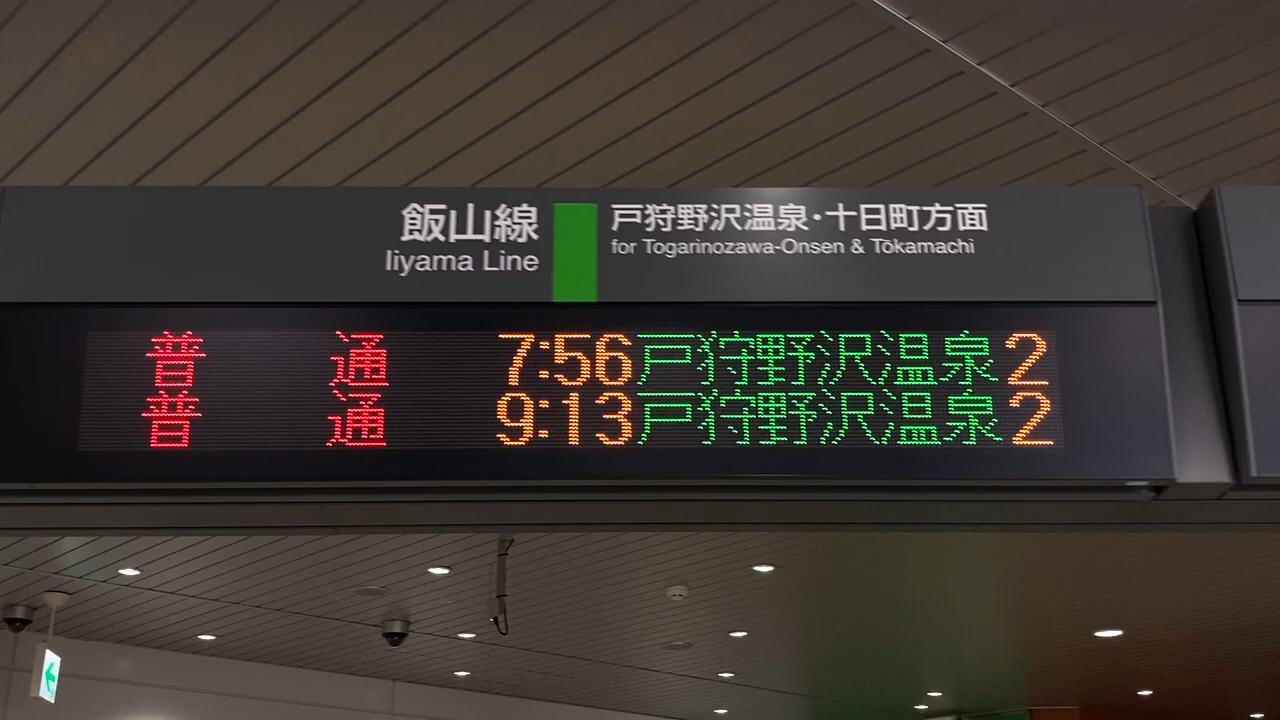 飯山線
Iiyama Line
戸狩野沢温泉・十日町方面
for Togarinozawa-Onsen & Tōkamachi
普通 7:56 戸狩野沢温泉 2
普通 9:13 戸狩野沢温泉 2